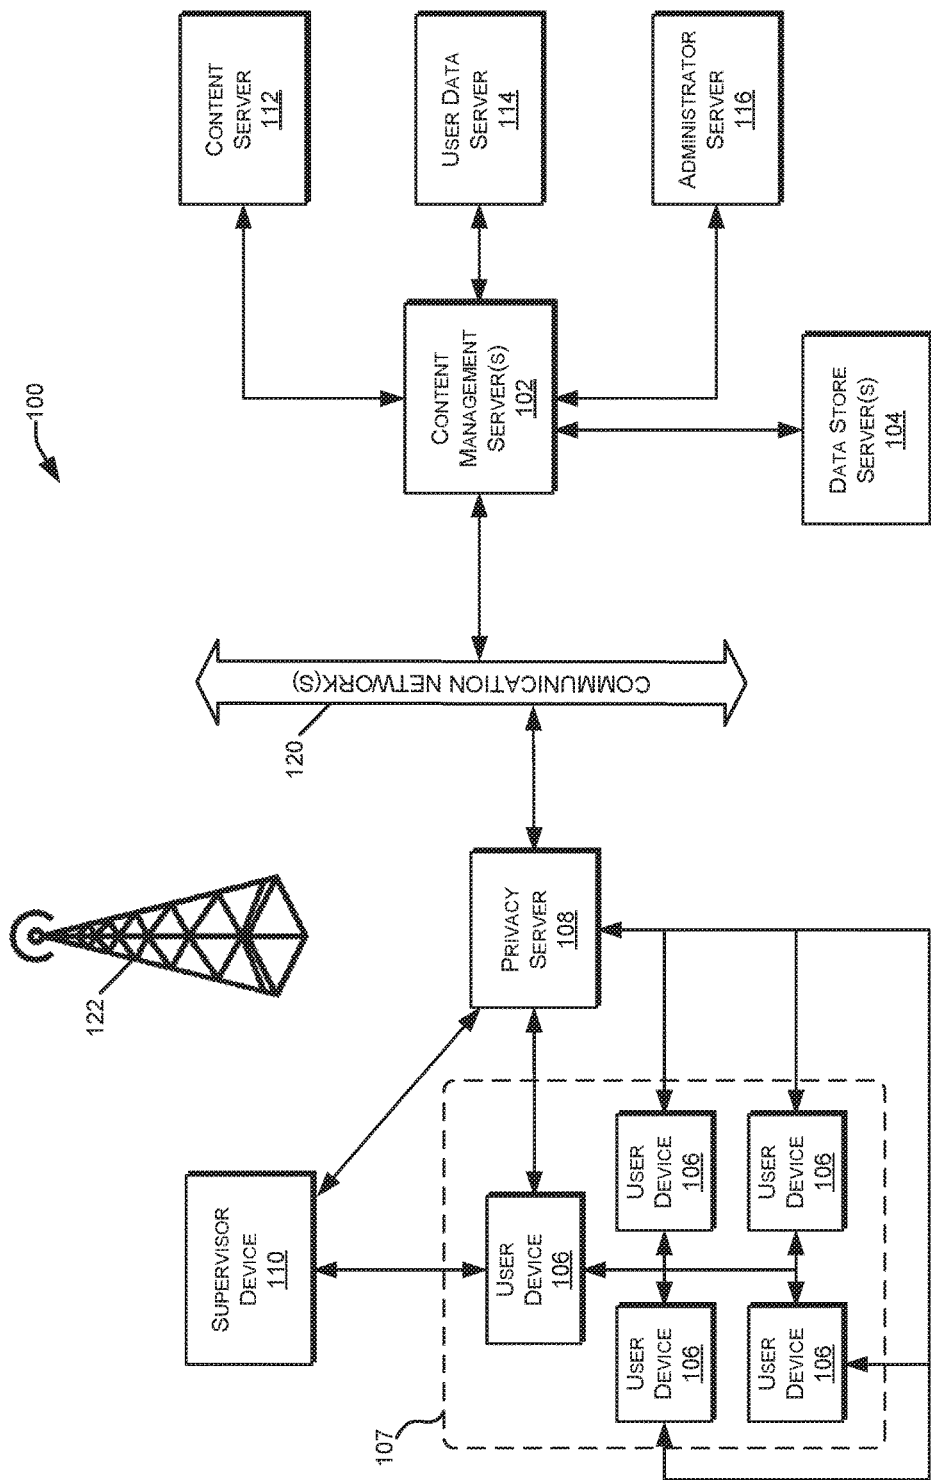 100
CONTENT
SERVER
112
USER DATA
SERVER
114
ADMINISTRATOR
SERVER
116
CONTENT
MANAGEMENT
SERVER(S)
102
DATA STORE
SERVER(S)
104
COMMUNICATION NETWORK(S)
120
122
PRIVACY
SERVER
108
SUPERVISOR
DEVICE
110
107
USER
DEVICE
106
USER
DEVICE
106
USER
DEVICE
106
USER
DEVICE
106
USER
DEVICE
106